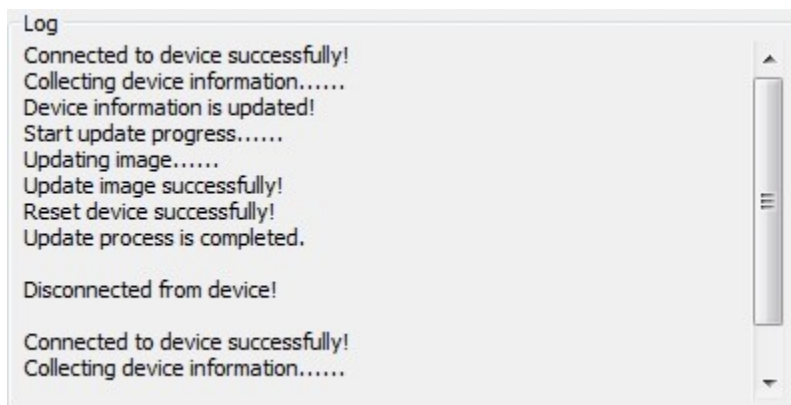 Log
Connected to device successfully!
Collecting device information......
Device information is updated!
Start update progress......
Updating image......
Update image successfully!
Reset device successfully!
Update process is completed.
Disconnected from device!
Connected to device successfully!
Collecting device information......